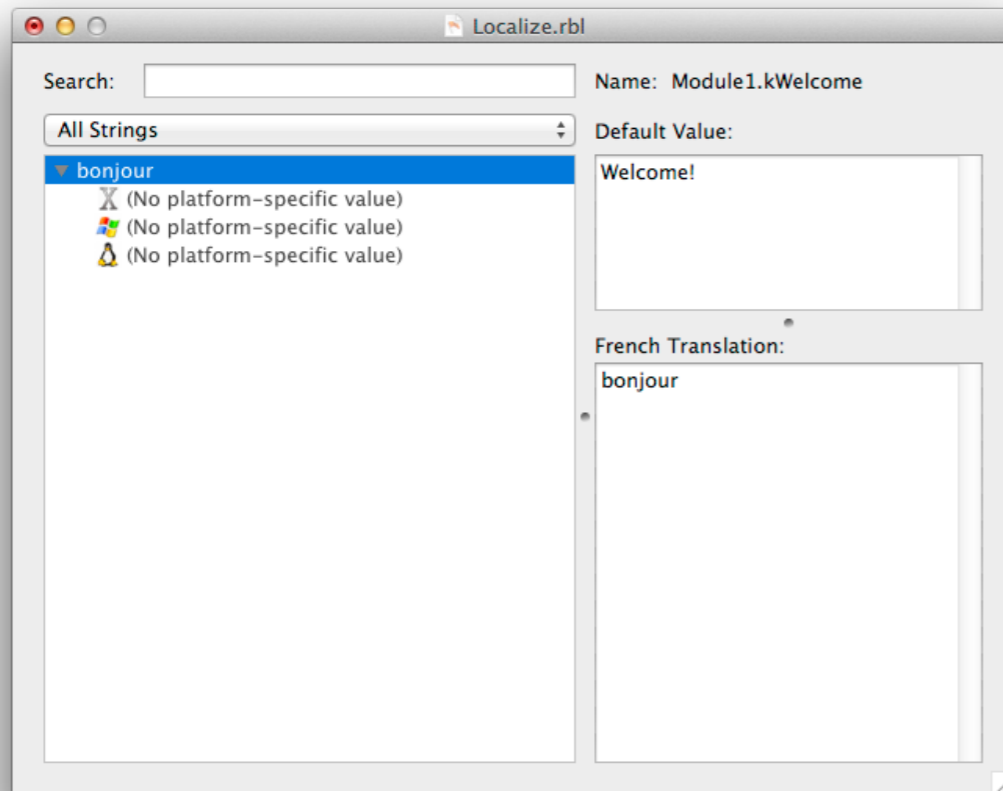 Localize.rbl
Search:
All Strings
bonjour
(No platform-specific value)
(No platform-specific value)
(No platform-specific value)
Name: Module1.kWelcome
Default Value:
Welcome!
French Translation:
bonjour